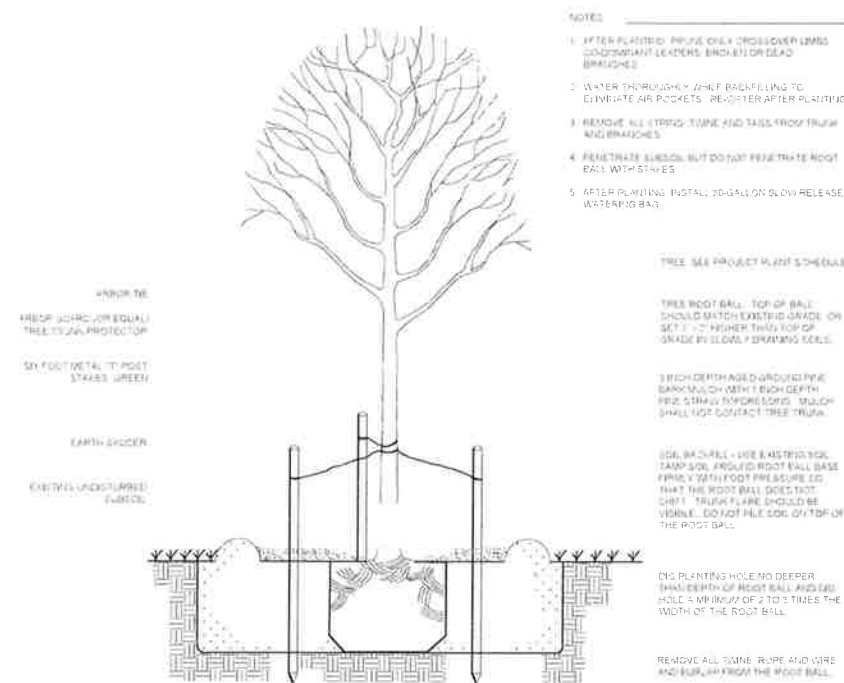 NOTES
1. AFTER PLANTING PRUNE ONLY CROSSOVER LIMBS
CO-DOMINANT LEADERS BROKEN OR DEAD
BRANCHES
2. WATER THOROUGHLY WHILE BACKFILLING TO
ELIMINATE AIR POCKETS. RE-WATER AFTER PLANTING
3. REMOVE ALL STRING, TWINE AND TAGS FROM TRUNK
AND BRANCHES
4. PENETRATE SUBSOIL BUT DO NOT PENETRATE ROOT
BALL WITH STAKES
5. AFTER PLANTING, INSTALL 20-GALLON SLOW RELEASE
WATERING BAG
TREE SEE PROJECT PLANT SCHEDULE
ARBOR TIE
ARBOR GUARD (OR EQUAL)
TREE TRUNK PROTECTOR
TREE ROOT BALL. TOP OF BALL
SHOULD MATCH EXISTING GRADE OR
SET 1" - 2" HIGHER THAN TOP OF
GRADE IN SLOWLY DRAINING SOILS.
SIX FOOT METAL "T" POST
STAKES, GREEN
3 INCH DEPTH AGED GROUND PINE
BARK MULCH WITH 1 INCH DEPTH
PINE STRAW TOPDRESSING. MULCH
SHALL NOT CONTACT TREE TRUNK.
EARTH SAUCER
EXISTING UNDISTURBED
SUBSOIL
SOIL BACKFILL - USE EXISTING SOIL
TAMP SOIL AROUND ROOT BALL BASE
FIRMLY WITH FOOT PRESSURE SO
THAT THE ROOT BALL DOES NOT
SHIFT. TRUNK FLARE SHOULD BE
VISIBLE. DO NOT PILE SOIL ON TOP OF
THE ROOT BALL
DIG PLANTING HOLE NO DEEPER
THAN DEPTH OF ROOT BALL AND DIG
HOLE A MINIMUM OF 2 TO 3 TIMES THE
WIDTH OF THE ROOT BALL
REMOVE ALL TWINE, ROPE AND WIRE
AND BURLAP FROM THE ROOT BALL.